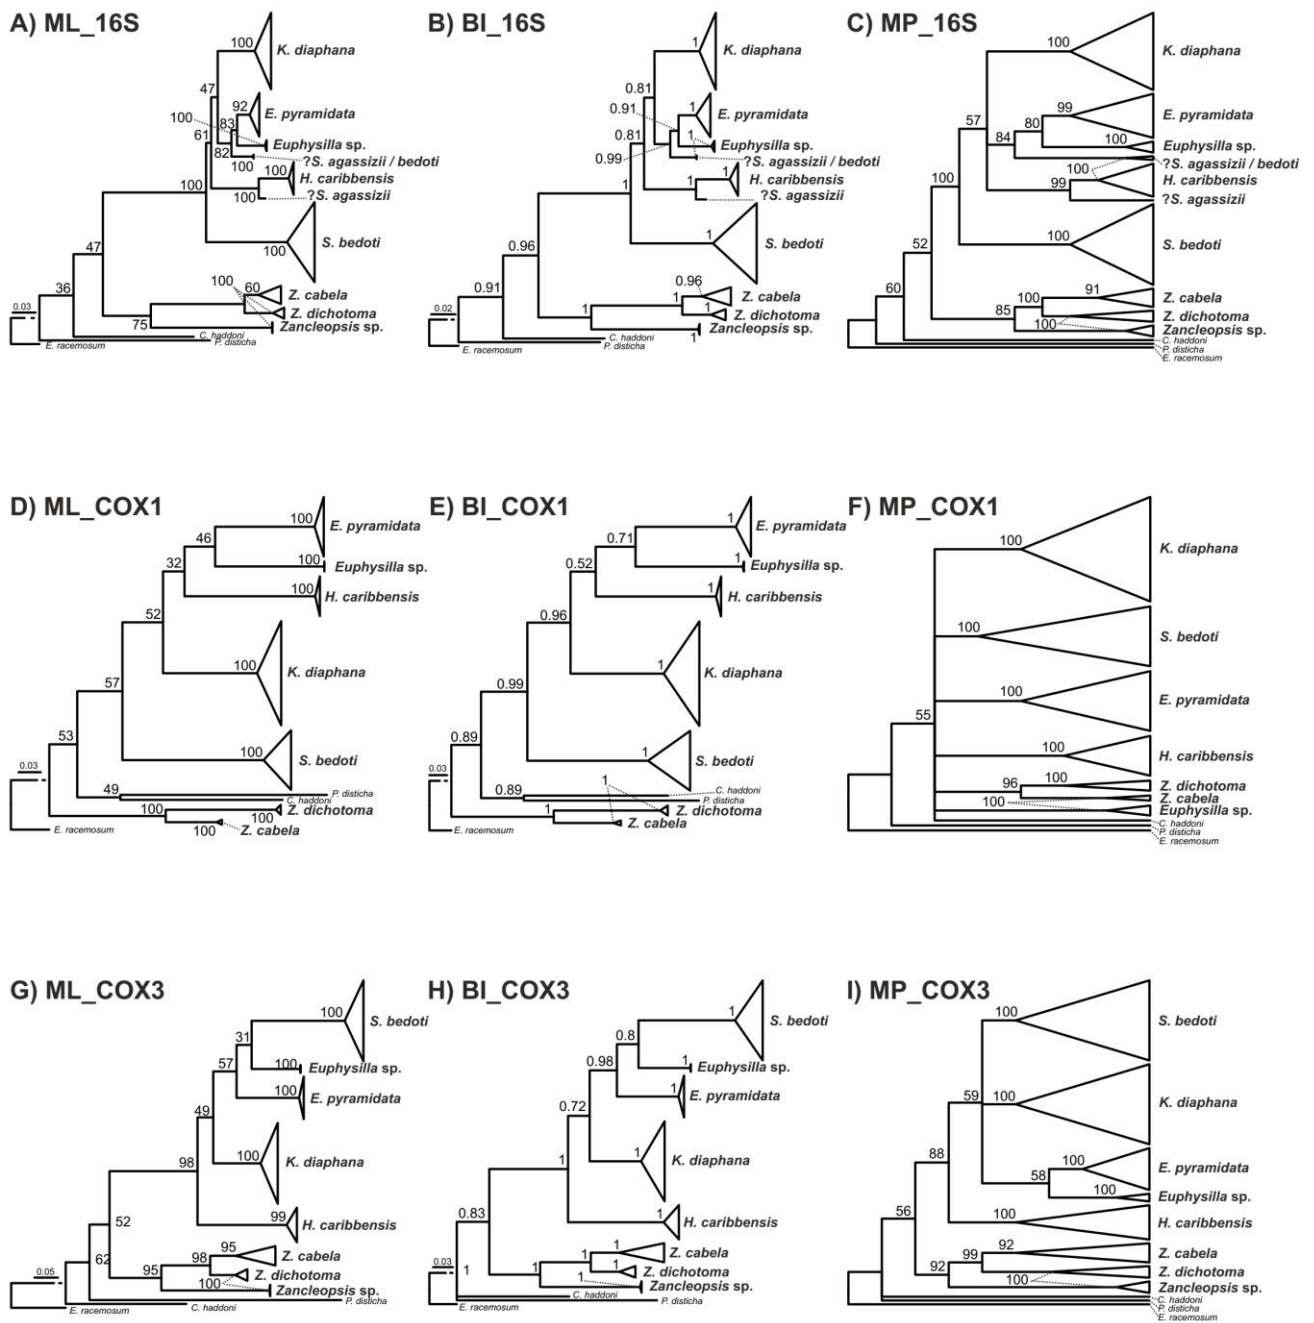 A) ML_16S
100
K. diaphana
47
92
E. pyramidata
100
83
61
Euphysilla sp.
82
100
?S. agassizii / bedoti
100
H. caribbensis
100
100
?S. agassizii
S. bedoti
100
47
100
60
Z. cabela
36
0.03
Z. dichotoma
75
Zancleopsis sp.
C. haddoni
P. disticha
E. racemosum
B) BI_16S
1
K. diaphana
0.81
0.91
1
E. pyramidata
0.81
1
Euphysilla sp.
0.99
1
?S. agassizii / bedoti
1
H. caribbensis
1
1
?S. agassizii
1
S. bedoti
0.96
0.96
0.91
Z. cabela
0.02
1
1
Z. dichotoma
Zancleopsis sp.
1
C. haddoni
P. disticha
E. racemosum
C) MP_16S
100
K. diaphana
99
E. pyramidata
57
80
84
100
Euphysilla sp.
?S. agassizii / bedoti
100
100
99
H. caribbensis
?S. agassizii
52
100
S. bedoti
60
91
Z. cabela
100
85
Z. dichotoma
100
Zancleopsis sp.
C. haddoni
P. disticha
E. racemosum
D) ML_COX1
100
E. pyramidata
46
100
Euphysilla sp.
32
100
H. caribbensis
52
100
K. diaphana
57
53
100
S. bedoti
0.03
49
P. disticha
C. haddoni
100
Z. dichotoma
100
100
Z. cabela
E. racemosum
E) BI_COX1
1
E. pyramidata
0.71
1
Euphysilla sp.
0.52
1
H. caribbensis
0.96
1
K. diaphana
0.99
0.89
1
S. bedoti
0.03
1
0.89
C. haddoni
P. disticha
1
Z. dichotoma
Z. cabela
E. racemosum
F) MP_COX1
100
K. diaphana
100
S. bedoti
100
E. pyramidata
55
100
H. caribbensis
100
96
Z. dichotoma
Z. cabela
100
Euphysilla sp.
C. haddoni
P. disticha
E. racemosum
G) ML_COX3
100
S. bedoti
31
100
Euphysilla sp.
57
100
E. pyramidata
49
100
K. diaphana
98
99
H. caribbensis
52
95
Z. cabela
62
98
95
Z. dichotoma
0.05
100
Zancleopsis sp.
P. disticha
C. haddoni
E. racemosum
H) BI_COX3
1
S. bedoti
0.8
1
Euphysilla sp.
0.98
1
E. pyramidata
0.72
1
K. diaphana
1
1
H. caribbensis
0.83
1
Z. cabela
1
0.03
1
1
1
Z. dichotoma
1
Zancleopsis sp.
C. haddoni
P. disticha
E. racemosum
I) MP_COX3
100
S. bedoti
59
100
K. diaphana
88
100
E. pyramidata
58
100
Euphysilla sp.
56
100
H. caribbensis
92
Z. cabela
99
92
Z. dichotoma
100
Zancleopsis sp.
C. haddoni
P. disticha
E. racemosum